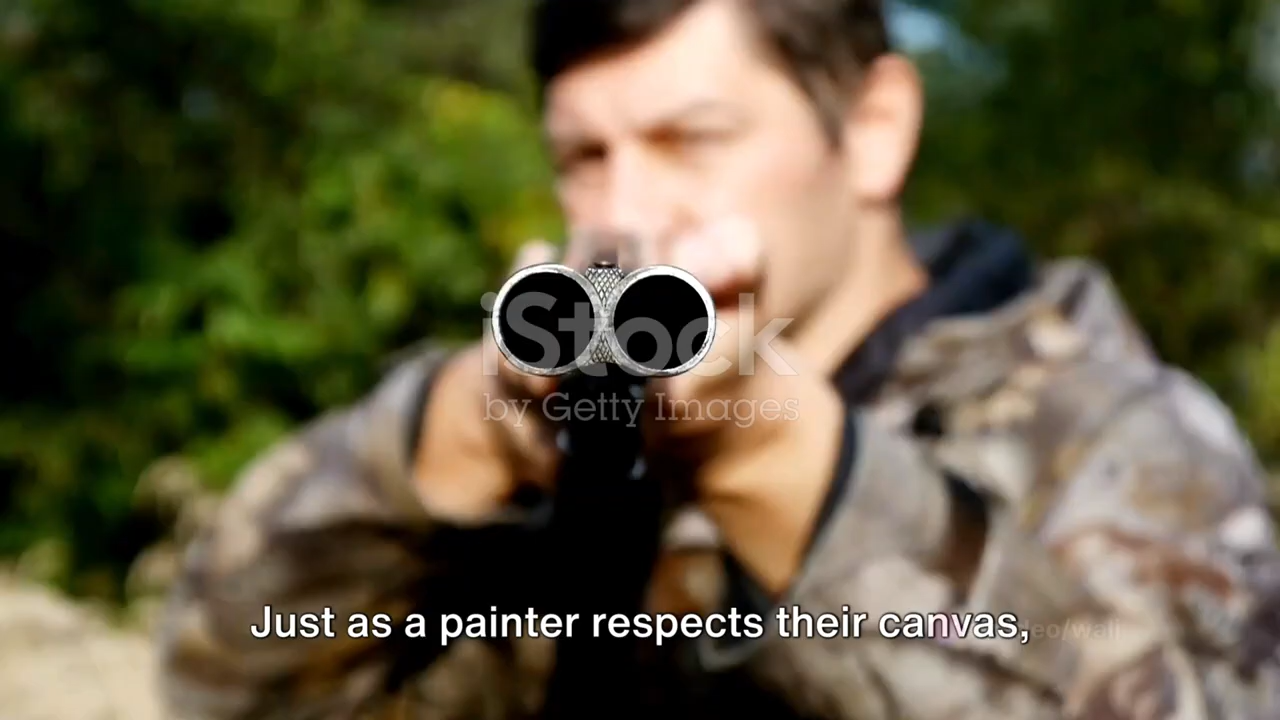 iStock
by Getty Images
Just as a painter respects their canvas,